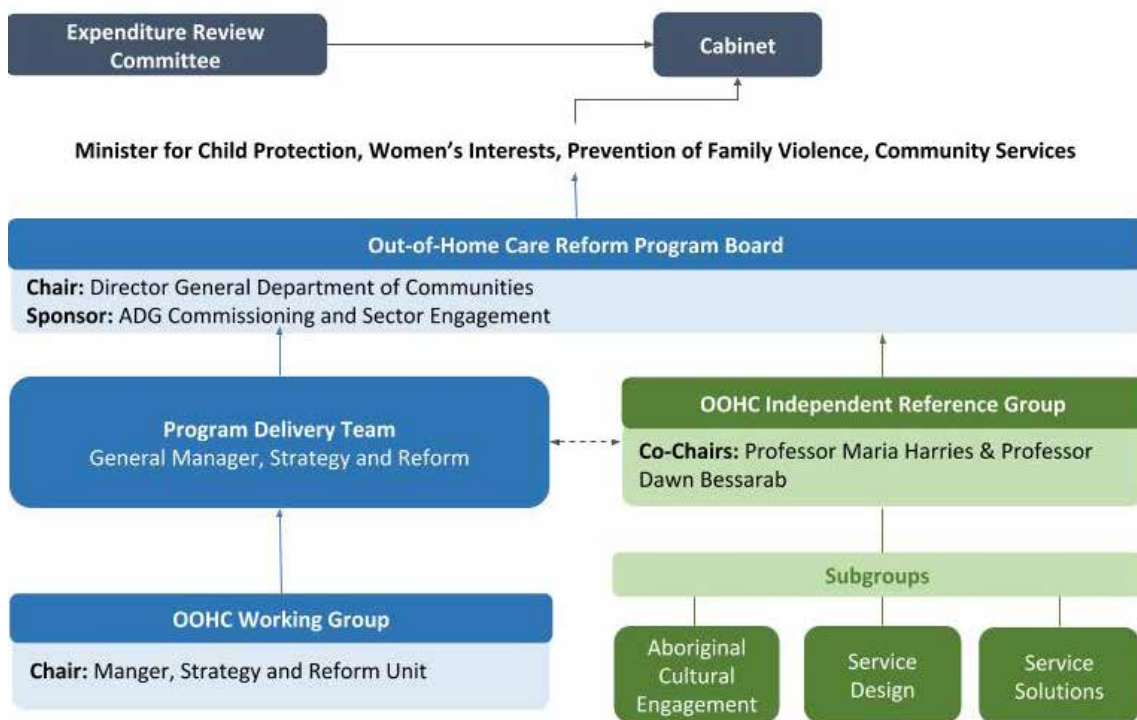 Expenditure Review
Committee
Cabinet
Minister for Child Protection, Women's Interests, Prevention of Family Violence, Community Services
Out-of-Home Care Reform Program Board
Chair: Director General Department of Communities
Sponsor: ADG Commissioning and Sector Engagement
Program Delivery Team
General Manager, Strategy and Reform
OOHC Independent Reference Group
Co-Chairs: Professor Maria Harries & Professor
Dawn Bessarab
OOHC Working Group
Chair: Manger, Strategy and Reform Unit
Subgroups
Aboriginal
Cultural
Engagement
Service
Design
Service
Solutions